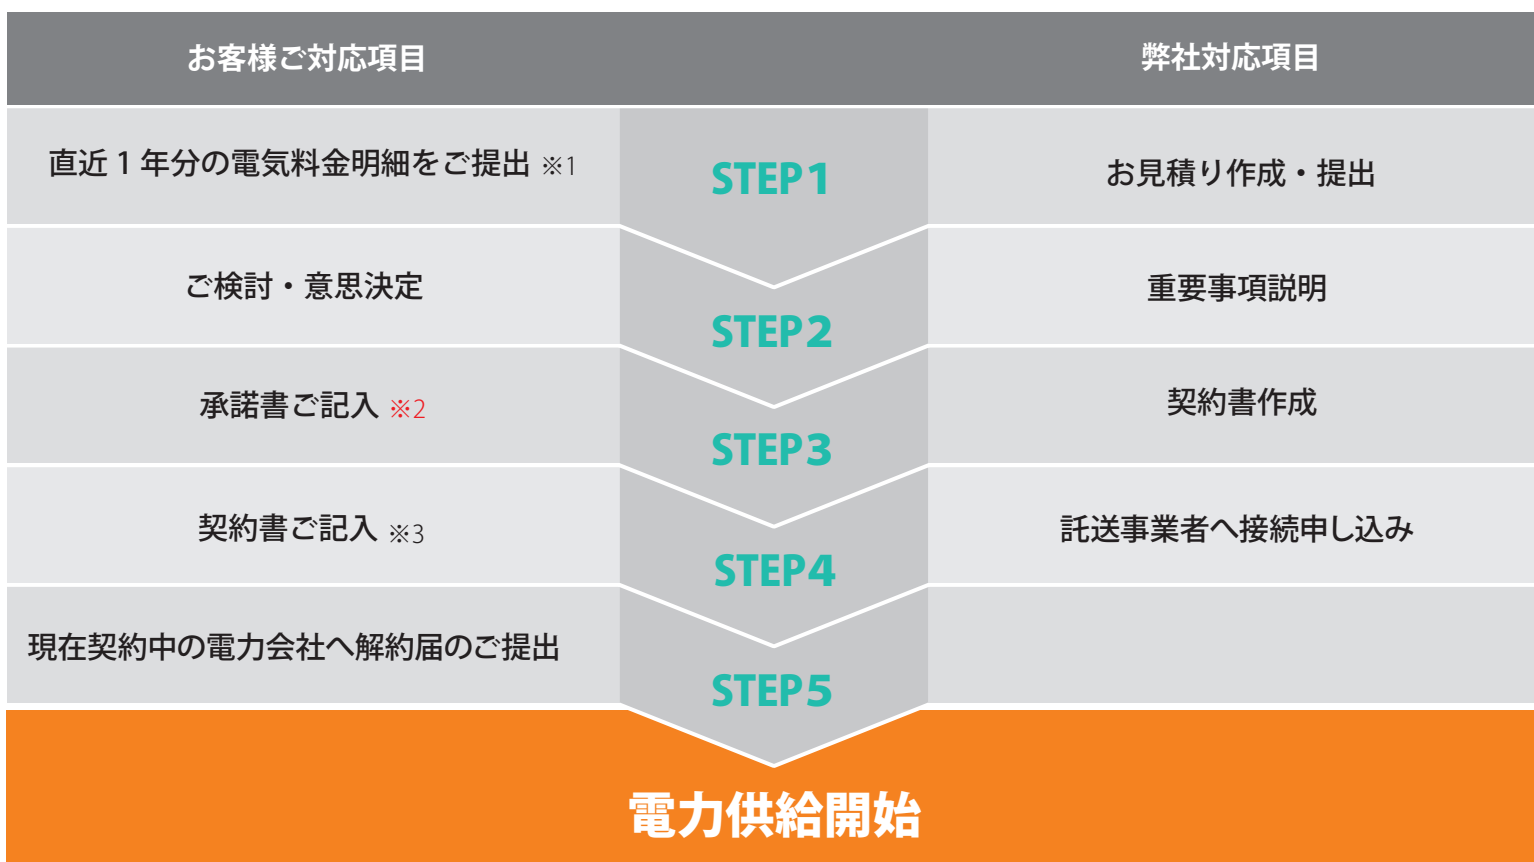 お客様ご対応項目
弊社対応項目
直近1年分の電気料金明細をご提出 ※1
STEP1
お見積り作成・提出
ご検討・意思決定
STEP2
重要事項説明
承諾書ご記入 ※2
STEP3
契約書作成
契約書ご記入 ※3
STEP4
託送事業者へ接続申し込み
現在契約中の電力会社へ解約届のご提出
STEP5
電力供給開始